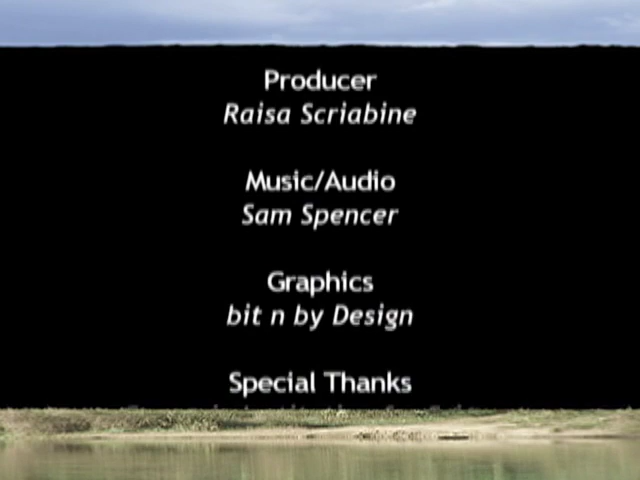 Producer
Raisa Scriabine
Music/Audio
Sam Spencer
Graphics
bit n by Design
Special Thanks